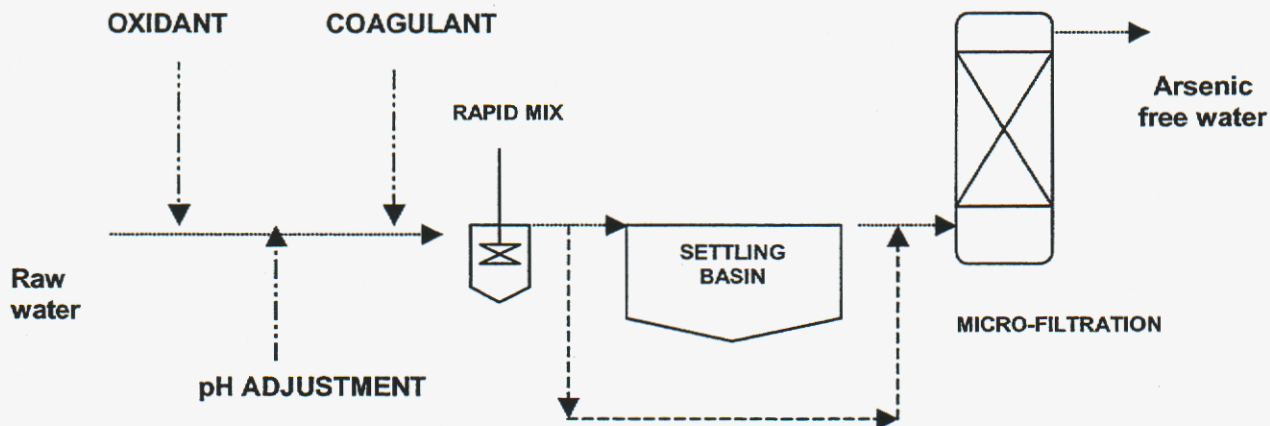 OXIDANT
COAGULANT
RAPID MIX
Arsenic
free water
Raw
water
SETTLING
BASIN
MICRO-FILTRATION
pH ADJUSTMENT